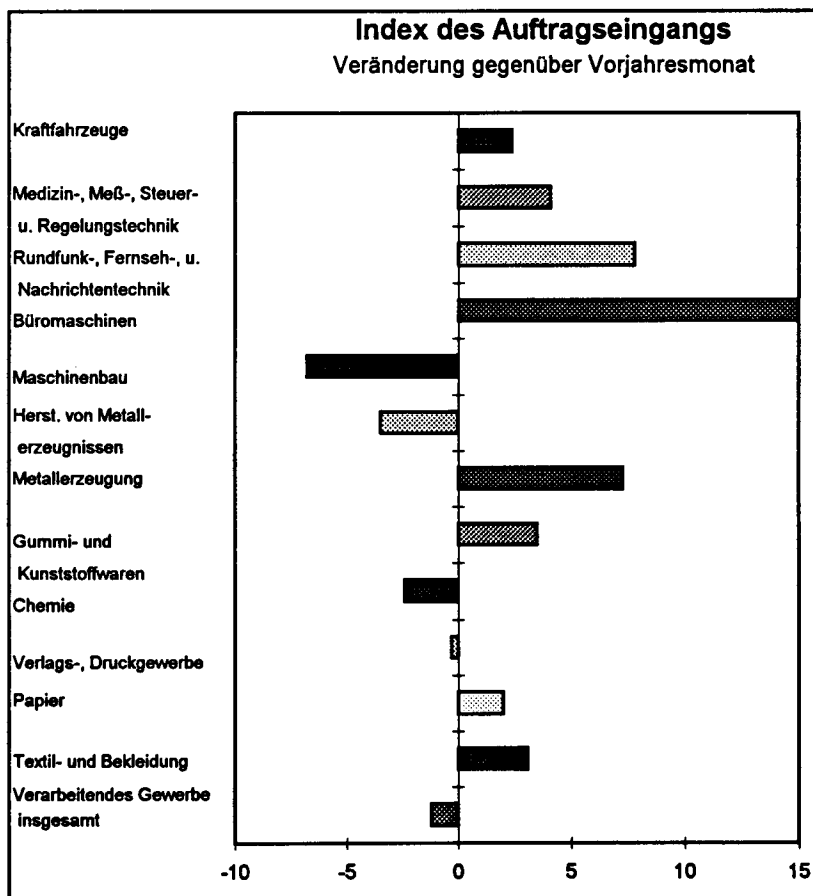 Index des Auftragseingangs
Veränderung gegenüber Vorjahresmonat
Kraftfahrzeuge
Medizin-, Meß-, Steuer-
u. Regelungstechnik
Rundfunk-, Fernseh-, u.
Nachrichtentechnik
Büromaschinen
Maschinenbau
Herst. von Metall-
erzeugnissen
Metallerzeugung
Gummi- und
Kunststoffwaren
Chemie
Verlags-, Druckgewerbe
Papier
Textil- und Bekleidung
Verarbeitendes Gewerbe
insgesamt
-10 -5 0 5 10 15